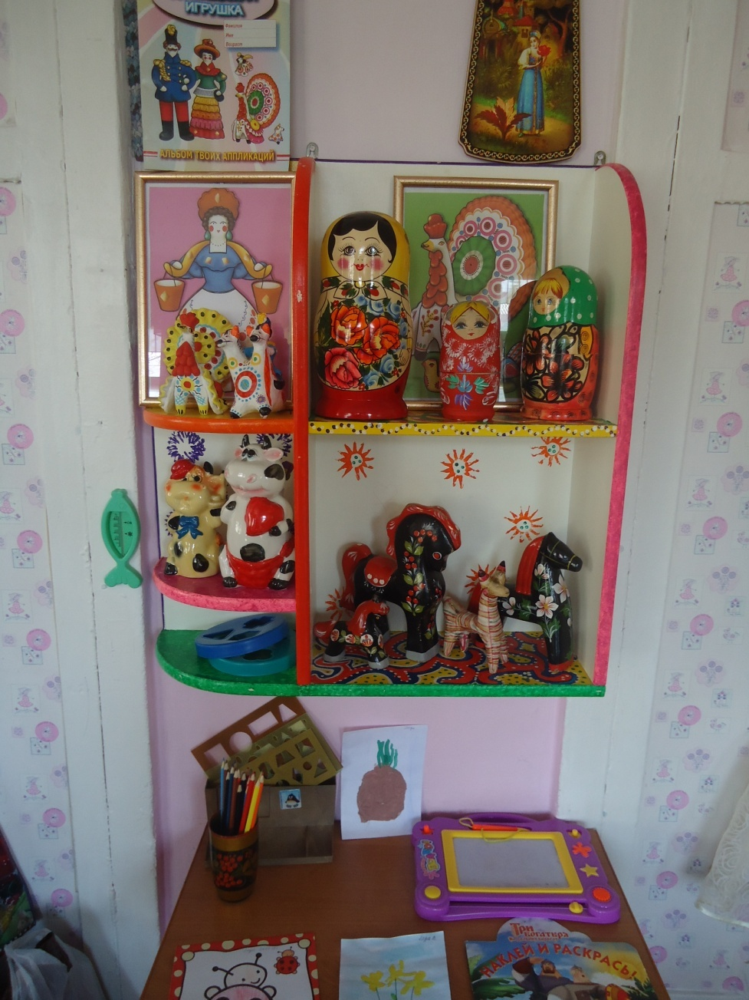 ИГРУШКА
Фамилия
Имя
Возраст
АЛЬБОМ ТВОИХ АППЛИКАЦИЙ
Три
богатыря
НАКЛЕЙ И РАСКРАСЬ!